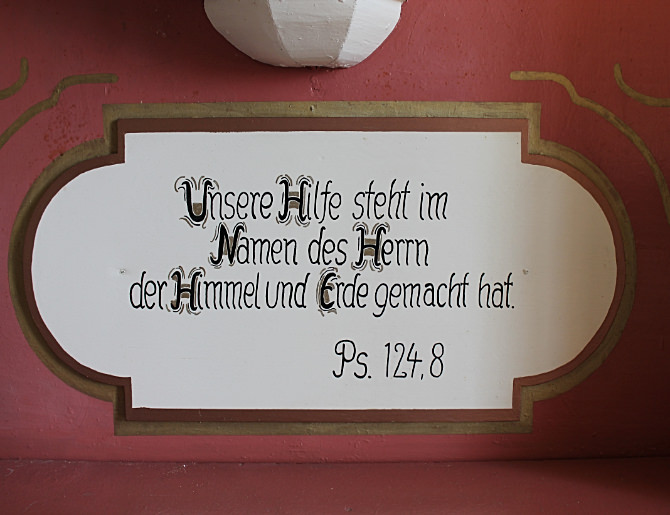 Unsere Hilfe steht im
Namen des Herrn
der Himmel und Erde gemacht hat.
Ps. 124,8